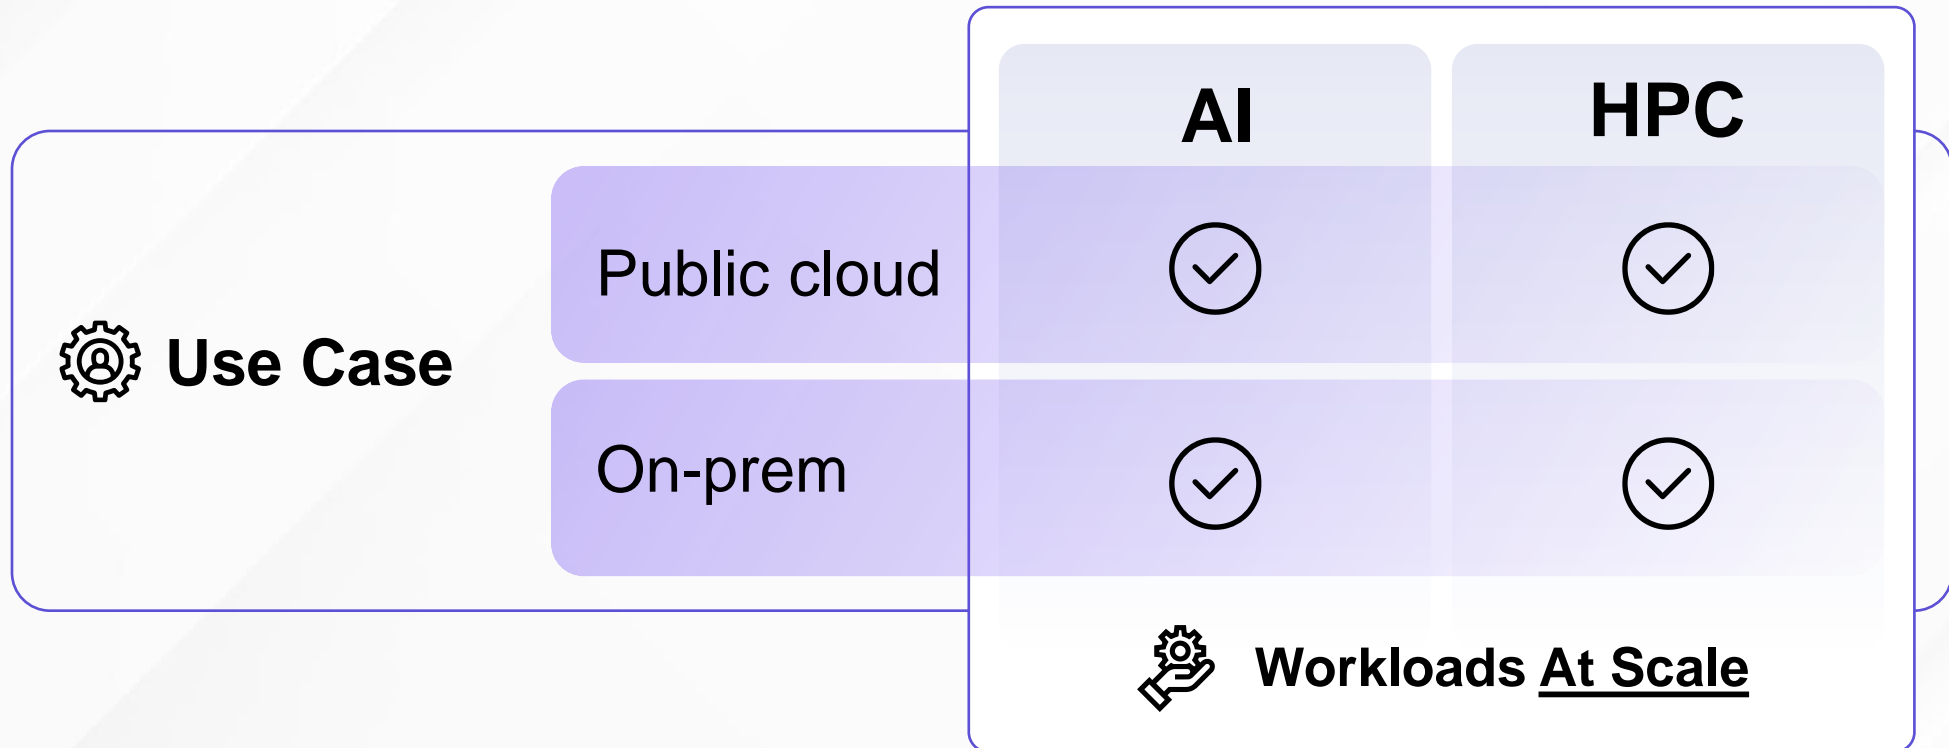 AI
HPC
Public cloud
Use Case
On-prem
Workloads At Scale